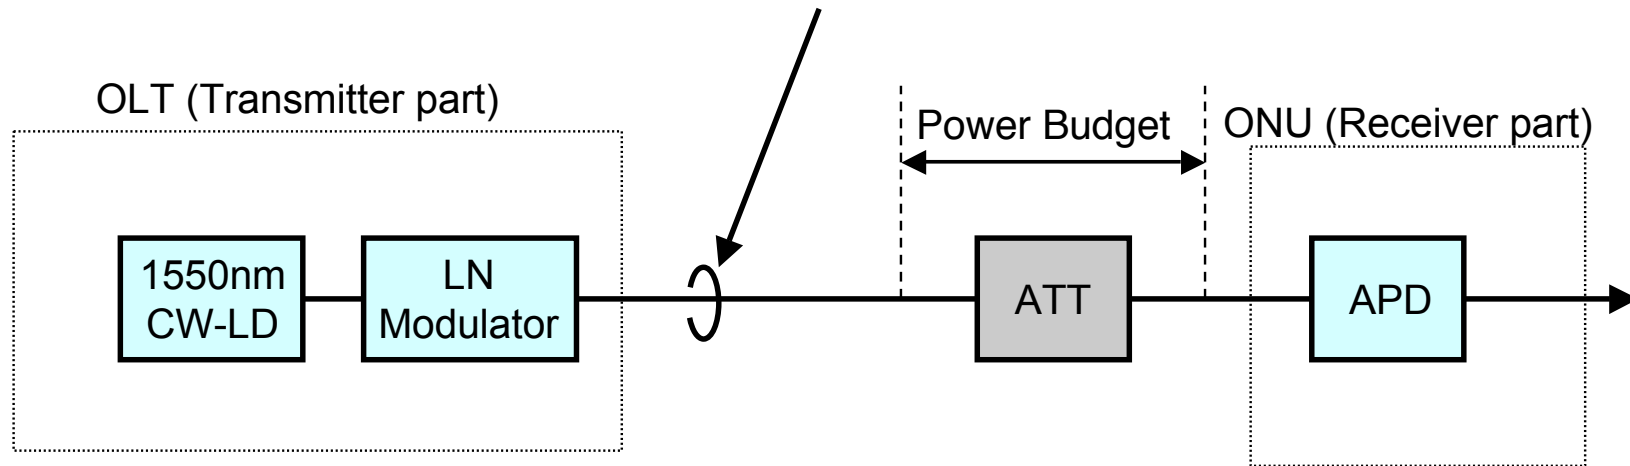 OLT (Transmitter part)
Power Budget
ONU (Receiver part)
1550nm
CW-LD
LN
Modulator
ATT
APD